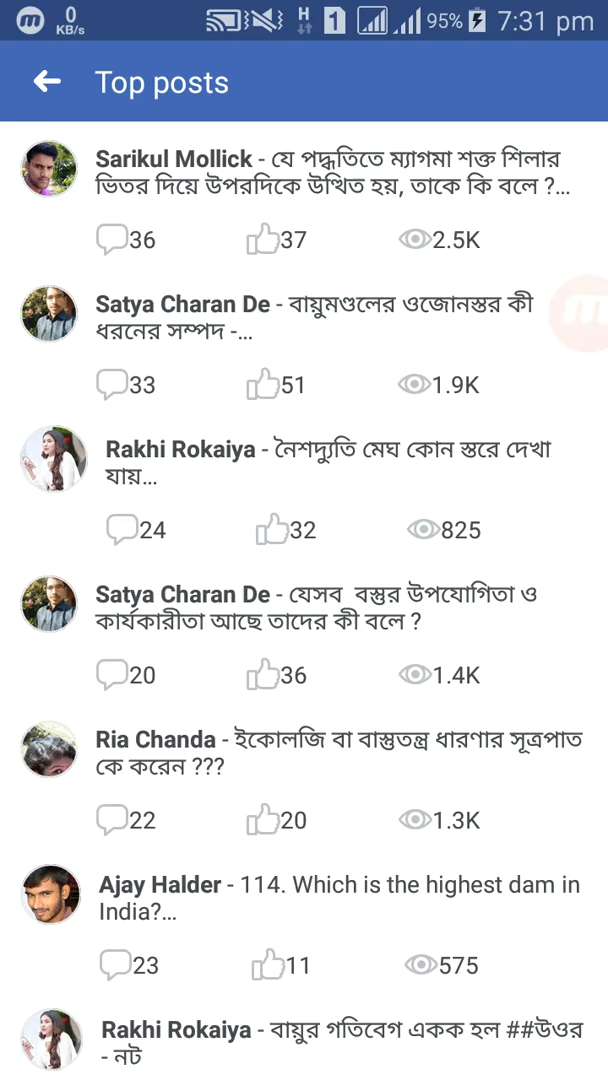 0
KB/s
H
1
95%
7:31 pm
Top posts
Sarikul Mollick - যে পদ্ধতিতে ম্যাগমা শক্ত শিলার
ভিতর দিয়ে উপরদিকে উত্থিত হয়, তাকে কি বলে ?...
36 37 2.5K
Satya Charan De - বায়ুমণ্ডলের ওজোনস্তর কী
ধরনের সম্পদ -...
33 51 1.9K
Rakhi Rokaiya - নৈশদ্যুতি মেঘ কোন স্তরে দেখা
যায়...
24 32 825
Satya Charan De - যেসব  বস্তুর উপযোগিতা ও
কার্যকারীতা আছে তাদের কী বলে ?
20 36 1.4K
Ria Chanda - ইকোলজি বা বাস্তুতন্ত্র ধারণার সূত্রপাত
কে করেন ???
22 20 1.3K
Ajay Halder - 114. Which is the highest dam in
India?...
23 11 575
Rakhi Rokaiya - বায়ুর গতিবেগ একক হল ##উওর
- নট